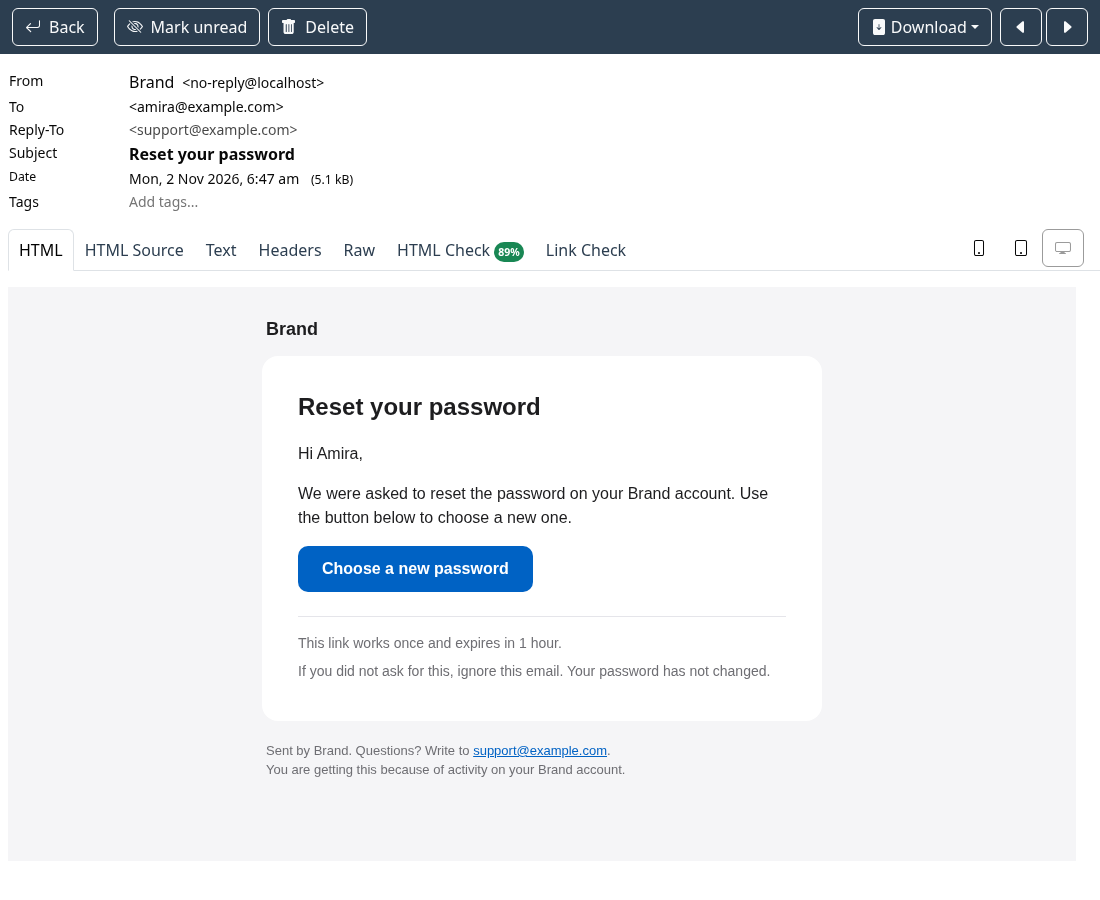 Back
Mark unread
Delete
Download
From Brand <no-reply@localhost>
To <amira@example.com>
Reply-To <support@example.com>
Subject Reset your password
Date Mon, 2 Nov 2026, 6:47 am (5.1 kB)
Tags Add tags...
HTML HTML Source Text Headers Raw HTML Check 89% Link Check
Brand
Reset your password
Hi Amira,
We were asked to reset the password on your Brand account. Use
the button below to choose a new one.
Choose a new password
This link works once and expires in 1 hour.
If you did not ask for this, ignore this email. Your password has not changed.
Sent by Brand. Questions? Write to support@example.com.
You are getting this because of activity on your Brand account.